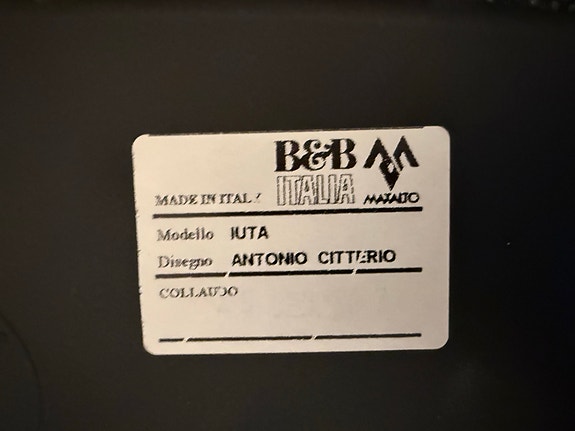 B&B
ITALIA
MAXALTO
MADE IN ITALY
Modello IUTA
Disegno ANTONIO CITTERIO
COLLAUDO